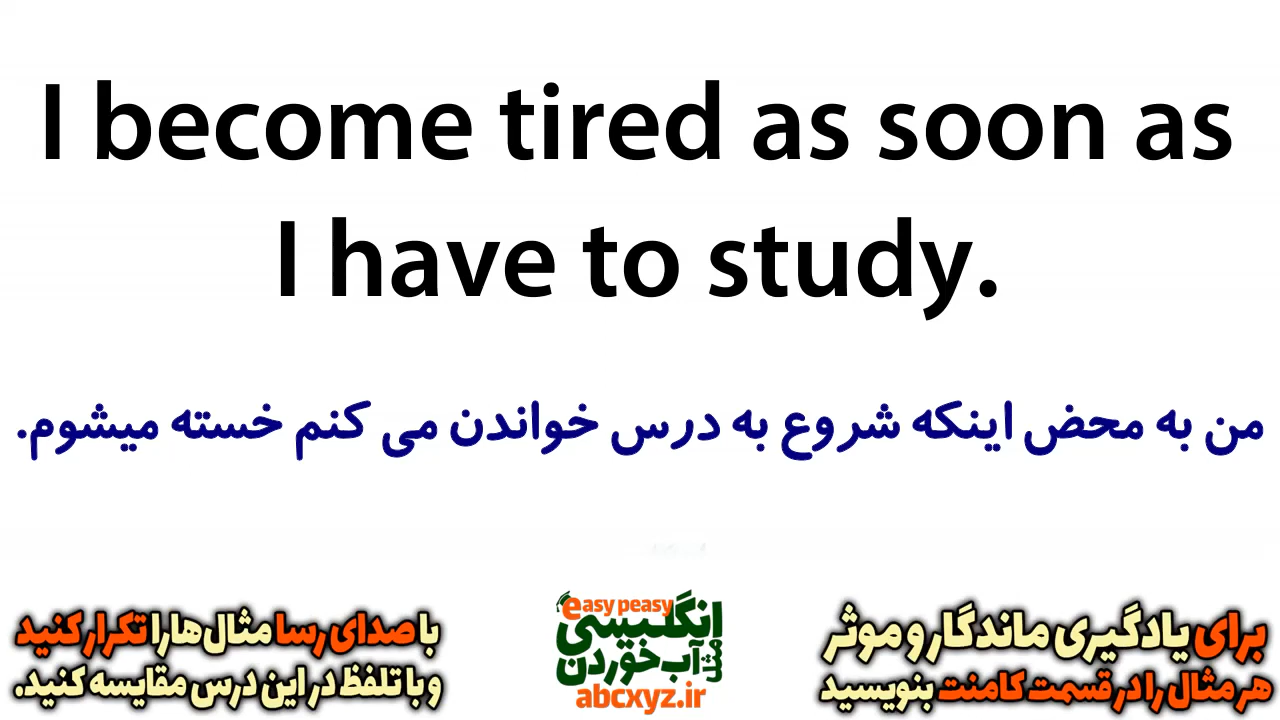 I become tired as soon as
I have to study.
من به محض اینکه شروع به درس خواندن می کنم خسته میشوم.
با صدای رسا مثال‌ها را تکرار کنید
و با تلفظ در این درس مقایسه کنید.
easy peasy
انگلیسی
مثل آب خوردن
abcxyz.ir
برای یادگیری ماندگار و موثر
هر مثال را در قسمت کامنت بنویسید